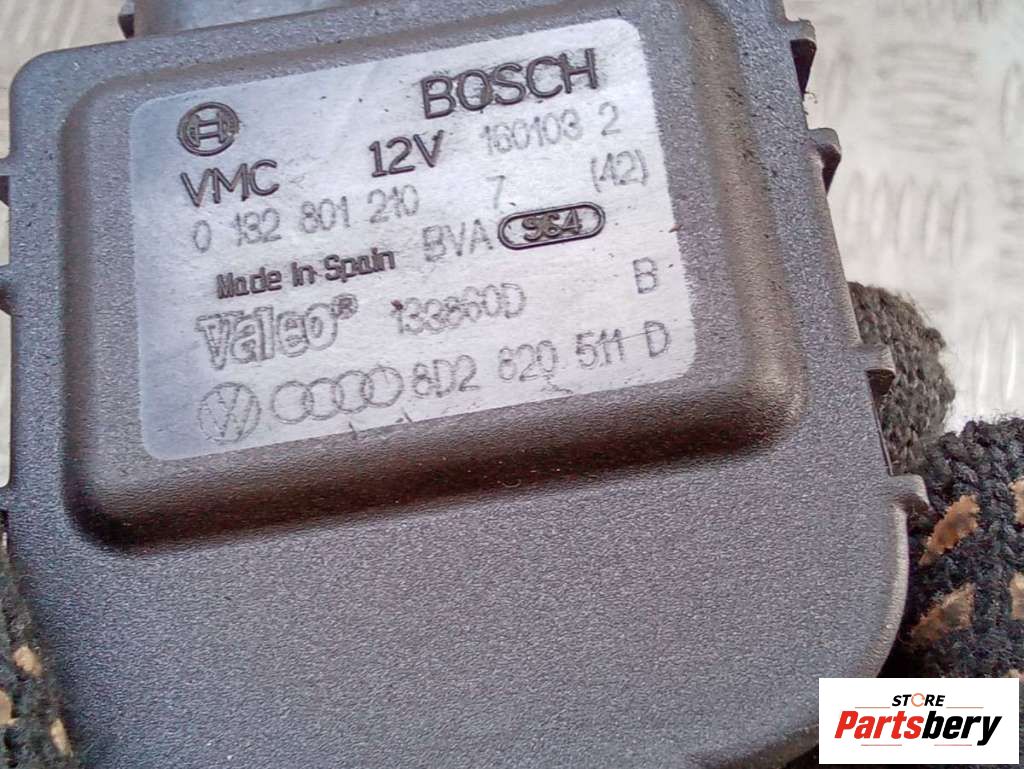 BOSCH
VMC 12V 160103 2
0 132 801 210 7. (42)
Made In Spain BVA 964
Valeo® 133860D B
8D2 820 511 D
STORE
Partsbery